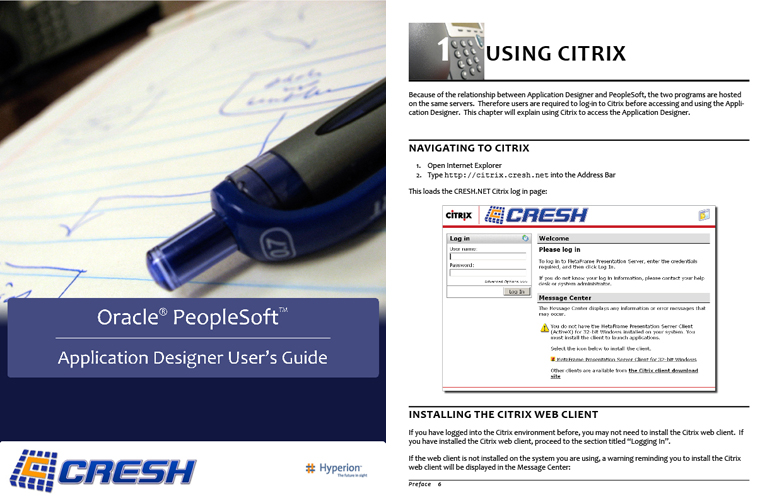 07
Oracle® PeopleSoft™
Application Designer User's Guide
CRESH
Hyperion
The future in sight
1
USING CITRIX
Because of the relationship between Application Designer and PeopleSoft, the two programs are hosted
on the same servers.  Therefore users are required to log-in to Citrix before accessing and using the Appli-
cation Designer.  This chapter will explain using Citrix to access the Application Designer.
NAVIGATING TO CITRIX
1. Open Internet Explorer
2. Type http://citrix.cresh.net into the Address Bar
This loads the CRESH.NET Citrix log in page:
CITRIX CRESH
Log in
User name:
Password:
Advanced Options >>>
Log In
Welcome
Please log in
To log in to MetaFrame Presentation Server, enter the credentials
required, and then click Log In.
If you do not know your log in information, please contact your help
desk or system administrator.
Message Center
The Message Center displays any information or error messages that
may occur.
You do not have the MetaFrame Presentation Server Client
(ActiveX) for 32-bit Windows installed on your system. You
must install the client to launch applications.
Select the icon below to install the client.
MetaFrame Presentation Server Client for 32-bit Windows
Other clients are available from the Citrix client download
site
INSTALLING THE CITRIX WEB CLIENT
If you have logged into the Citrix environment before, you may not need to install the Citrix web client.  If
you have installed the Citrix web client, proceed to the section titled "Logging In".
If the web client is not installed on the system you are using, a warning reminding you to install the Citrix
web client will be displayed in the Message Center:
Preface 6